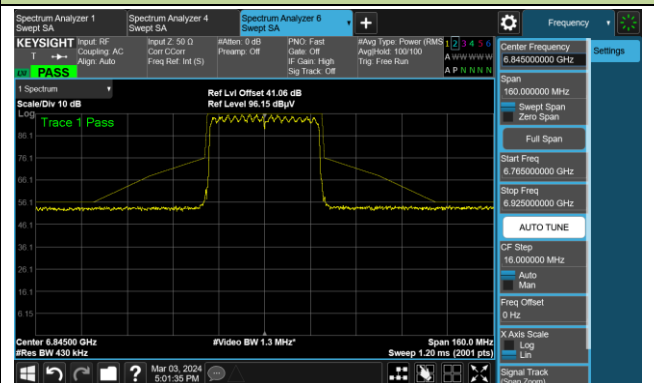 Spectrum Analyzer 1
Swept SA
Spectrum Analyzer 4
Swept SA
Spectrum Analyzer 6
Swept SA
Frequency
KEYSIGHT
Input: RF
Coupling: AC
Align: Auto
Input Z: 50 Ω
Corr CCorr
Freq Ref: Int (S)
#Atten: 0 dB
Preamp: Off
PNO: Fast
Gate: Off
IF Gain: High
Sig Track: Off
#Avg Type: Power (RMS
Avg|Hold: 100/100
Trig: Free Run
1 2 3 4 5 6
A W W W W W
A P N N N N
T
PASS
1 Spectrum
Scale/Div 10 dB
Ref Lvl Offset 41.06 dB
Ref Level 96.15 dBµV
Log
Trace 1 Pass
86.1
76.1
66.1
56.1
46.1
36.1
26.1
16.1
6.15
Center 6.84500 GHz
#Res BW 430 kHz
#Video BW 1.3 MHz*
Span 160.0 MHz
Sweep 1.20 ms (2001 pts)
Center Frequency
6.845000000 GHz
Settings
Span
160.000000 MHz
Swept Span
Zero Span
Full Span
Start Freq
6.765000000 GHz
Stop Freq
6.925000000 GHz
AUTO TUNE
CF Step
16.000000 MHz
Auto
Man
Freq Offset
0 Hz
X Axis Scale
Log
Lin
Signal Track
(Span Zoom)
Mar 03, 2024
5:01:35 PM